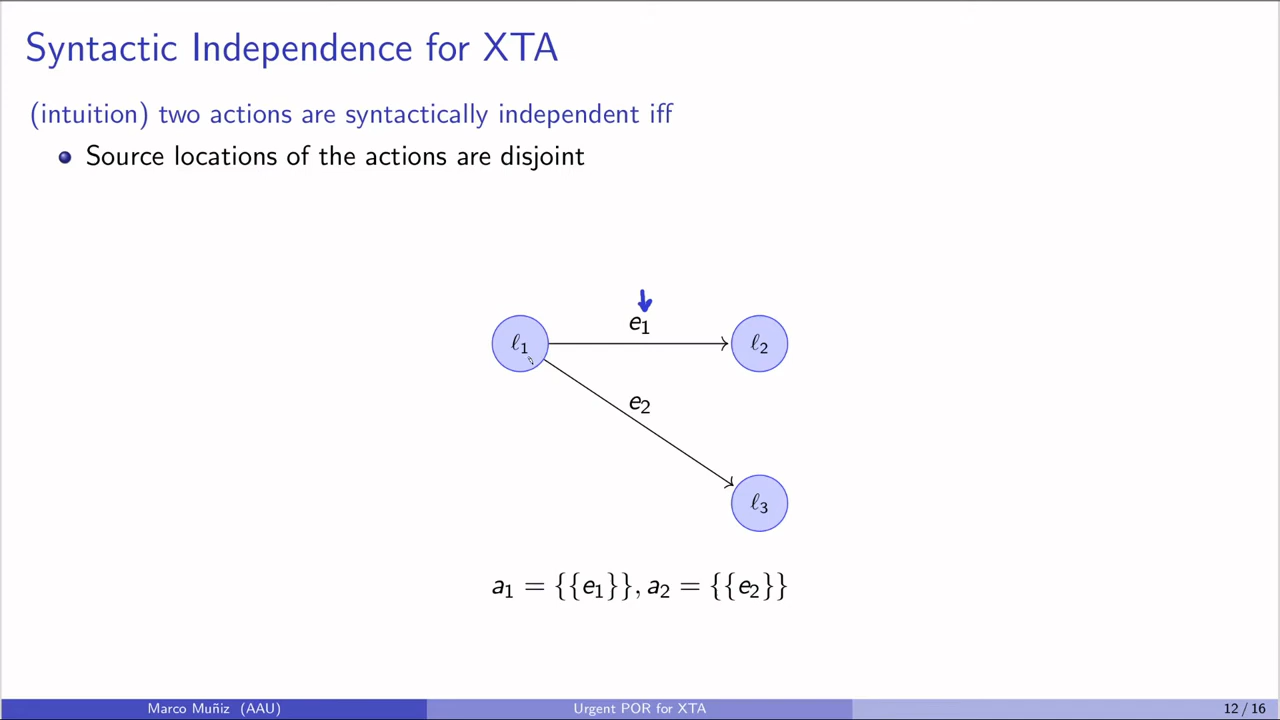 Syntactic Independence for XTA
(intuition) two actions are syntactically independent iff
Source locations of the actions are disjoint
e₁
ℓ₁ ℓ₂
e₂
ℓ₃
a₁ = {{e₁}}, a₂ = {{e₂}}
Marco Muñiz (AAU) Urgent POR for XTA 12 / 16